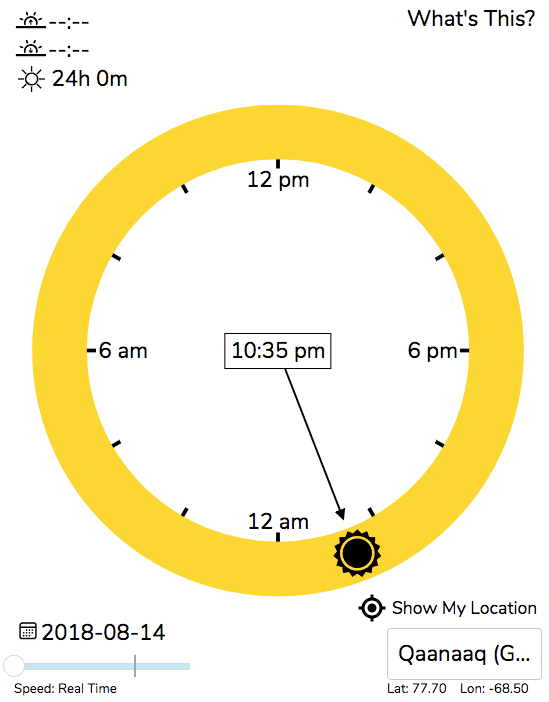 --:--
What's This?
--:--
24h 0m
12 pm
6 am
10:35 pm
6 pm
12 am
Show My Location
2018-08-14
Qaanaaq (G...
Speed: Real Time
Lat: 77.70 Lon: -68.50